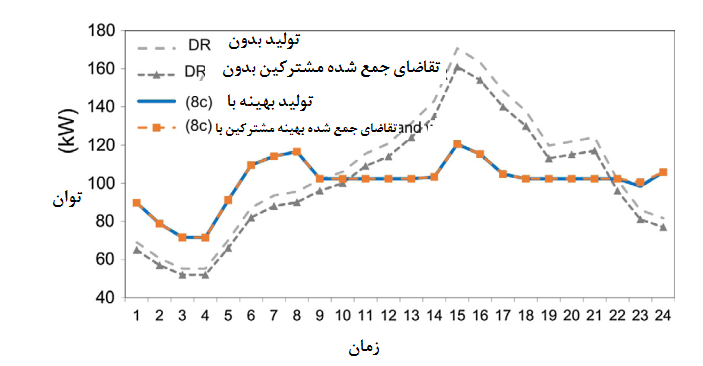 180
160
140
120
100
80
60
40
(kW)
توان
تولید بدون DR
تقاضای جمع شده مشترکین بدون DR
تولید بهینه با (8c)
تقاضای جمع شده بهینه مشترکین با (8c) and
1 2 3 4 5 6 7 8 9 10 11 12 13 14 15 16 17 18 19 20 21 22 23 24
زمان